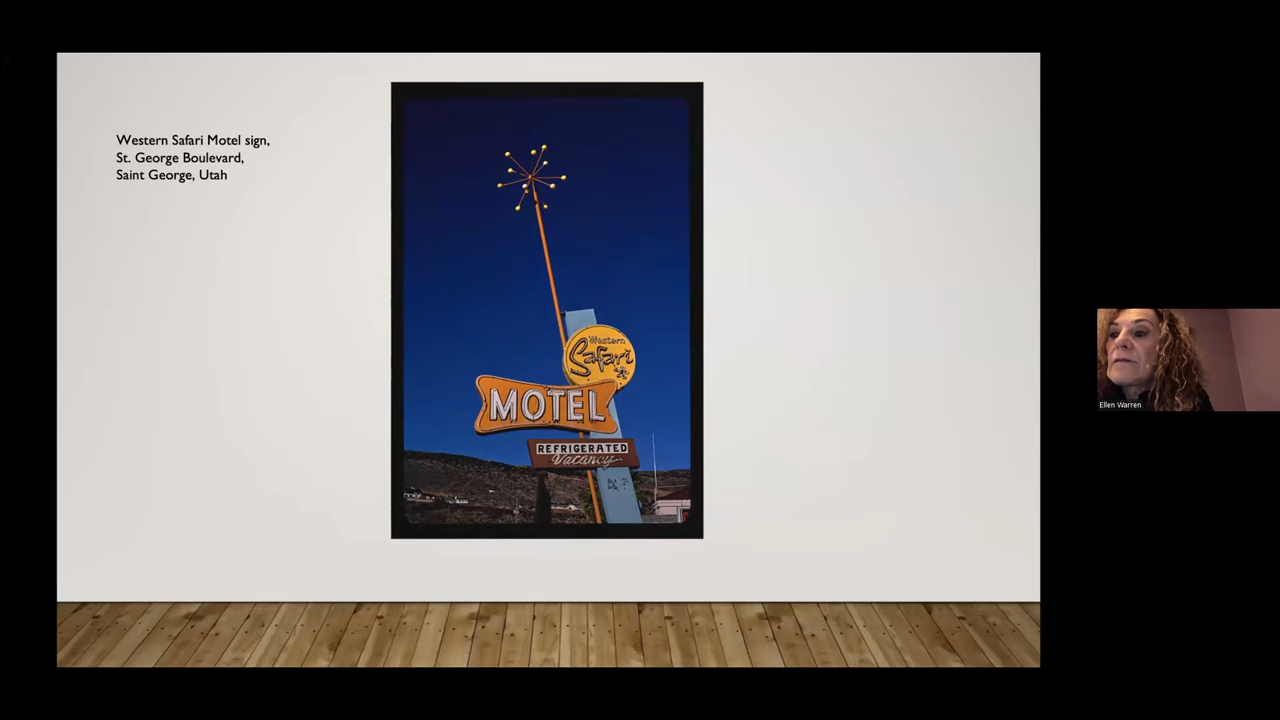 Western Safari Motel sign,
St. George Boulevard,
Saint George, Utah
Western
Safari
MOTEL
REFRIGERATED
Vacancy
Ellen Warren